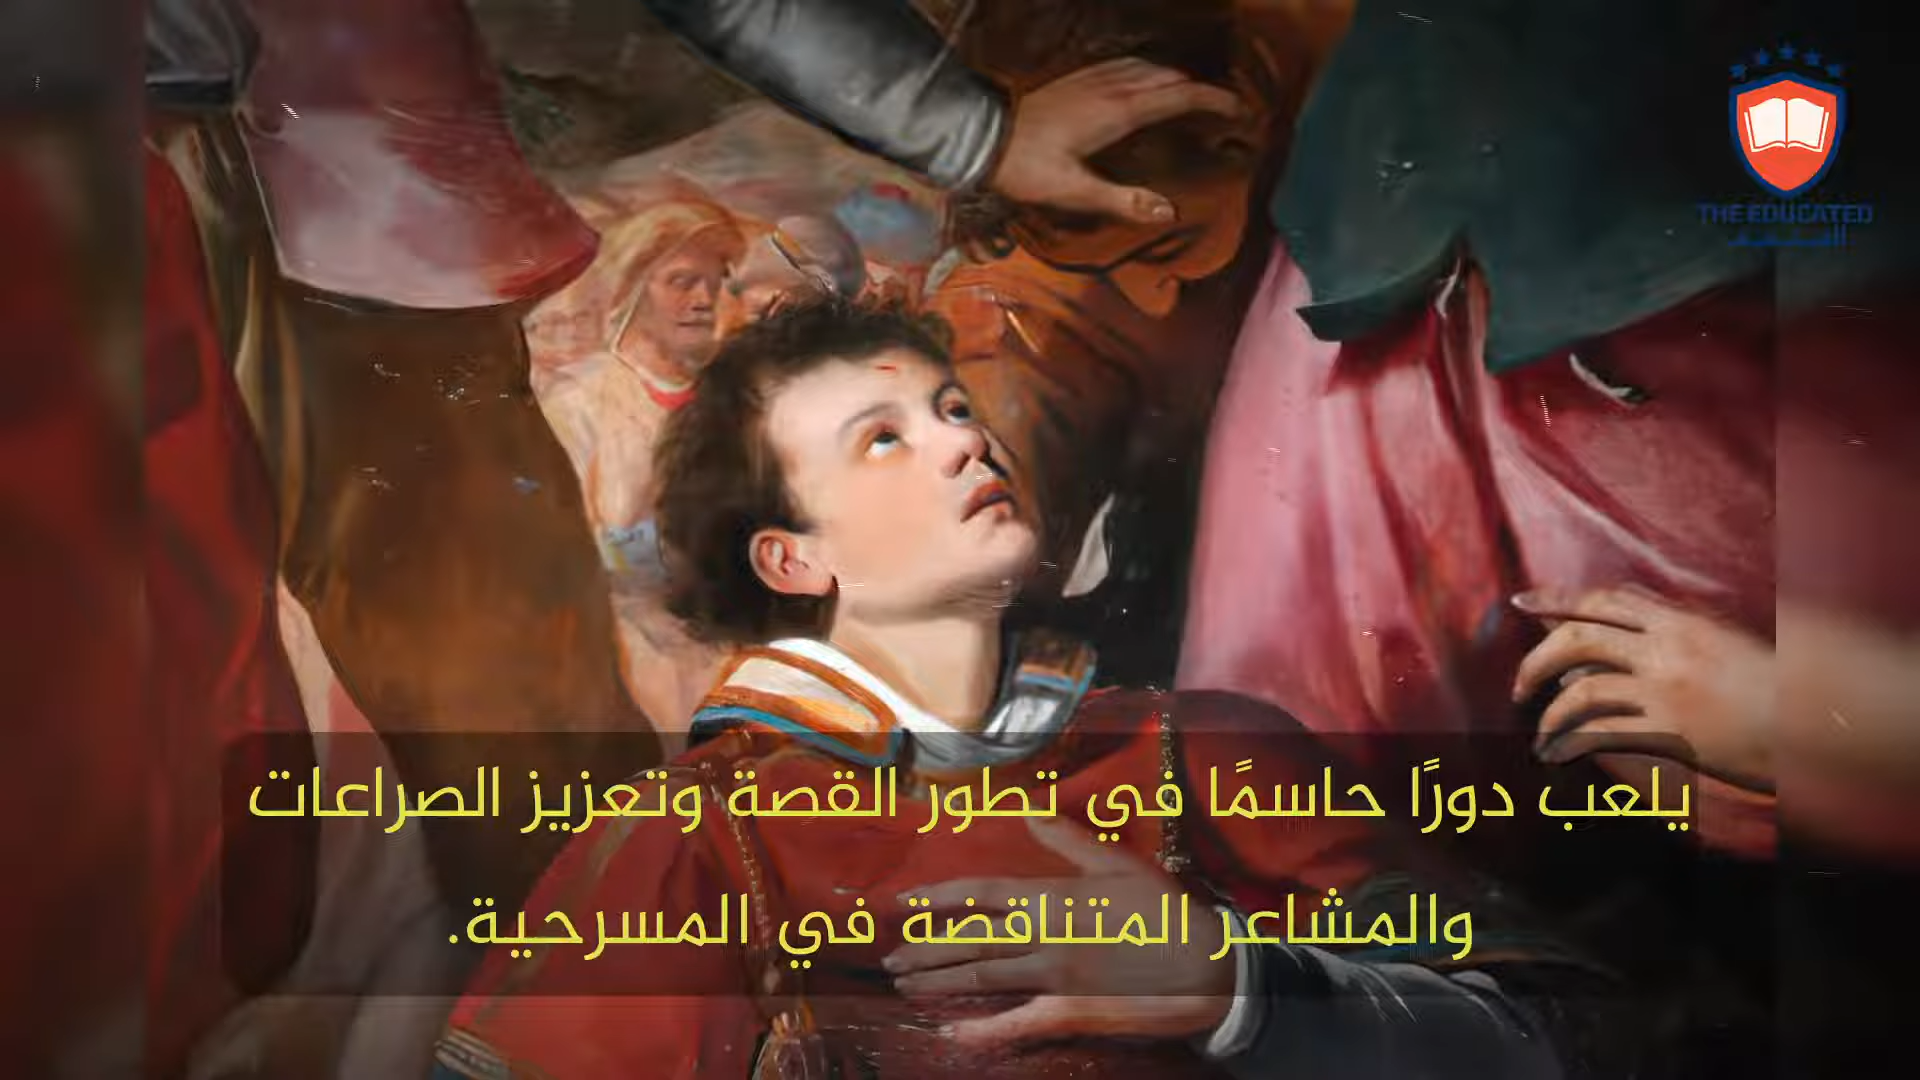 THE EDUCATED
يلعب دورًا حاسمًا في تطور القصة وتعزيز الصراعات
والمشاعر المتناقضة في المسرحية.